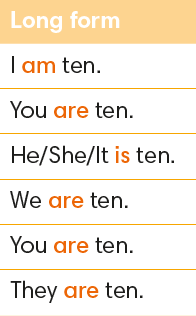 Long form
I am ten.
You are ten.
He/She/It is ten.
We are ten.
You are ten.
They are ten.